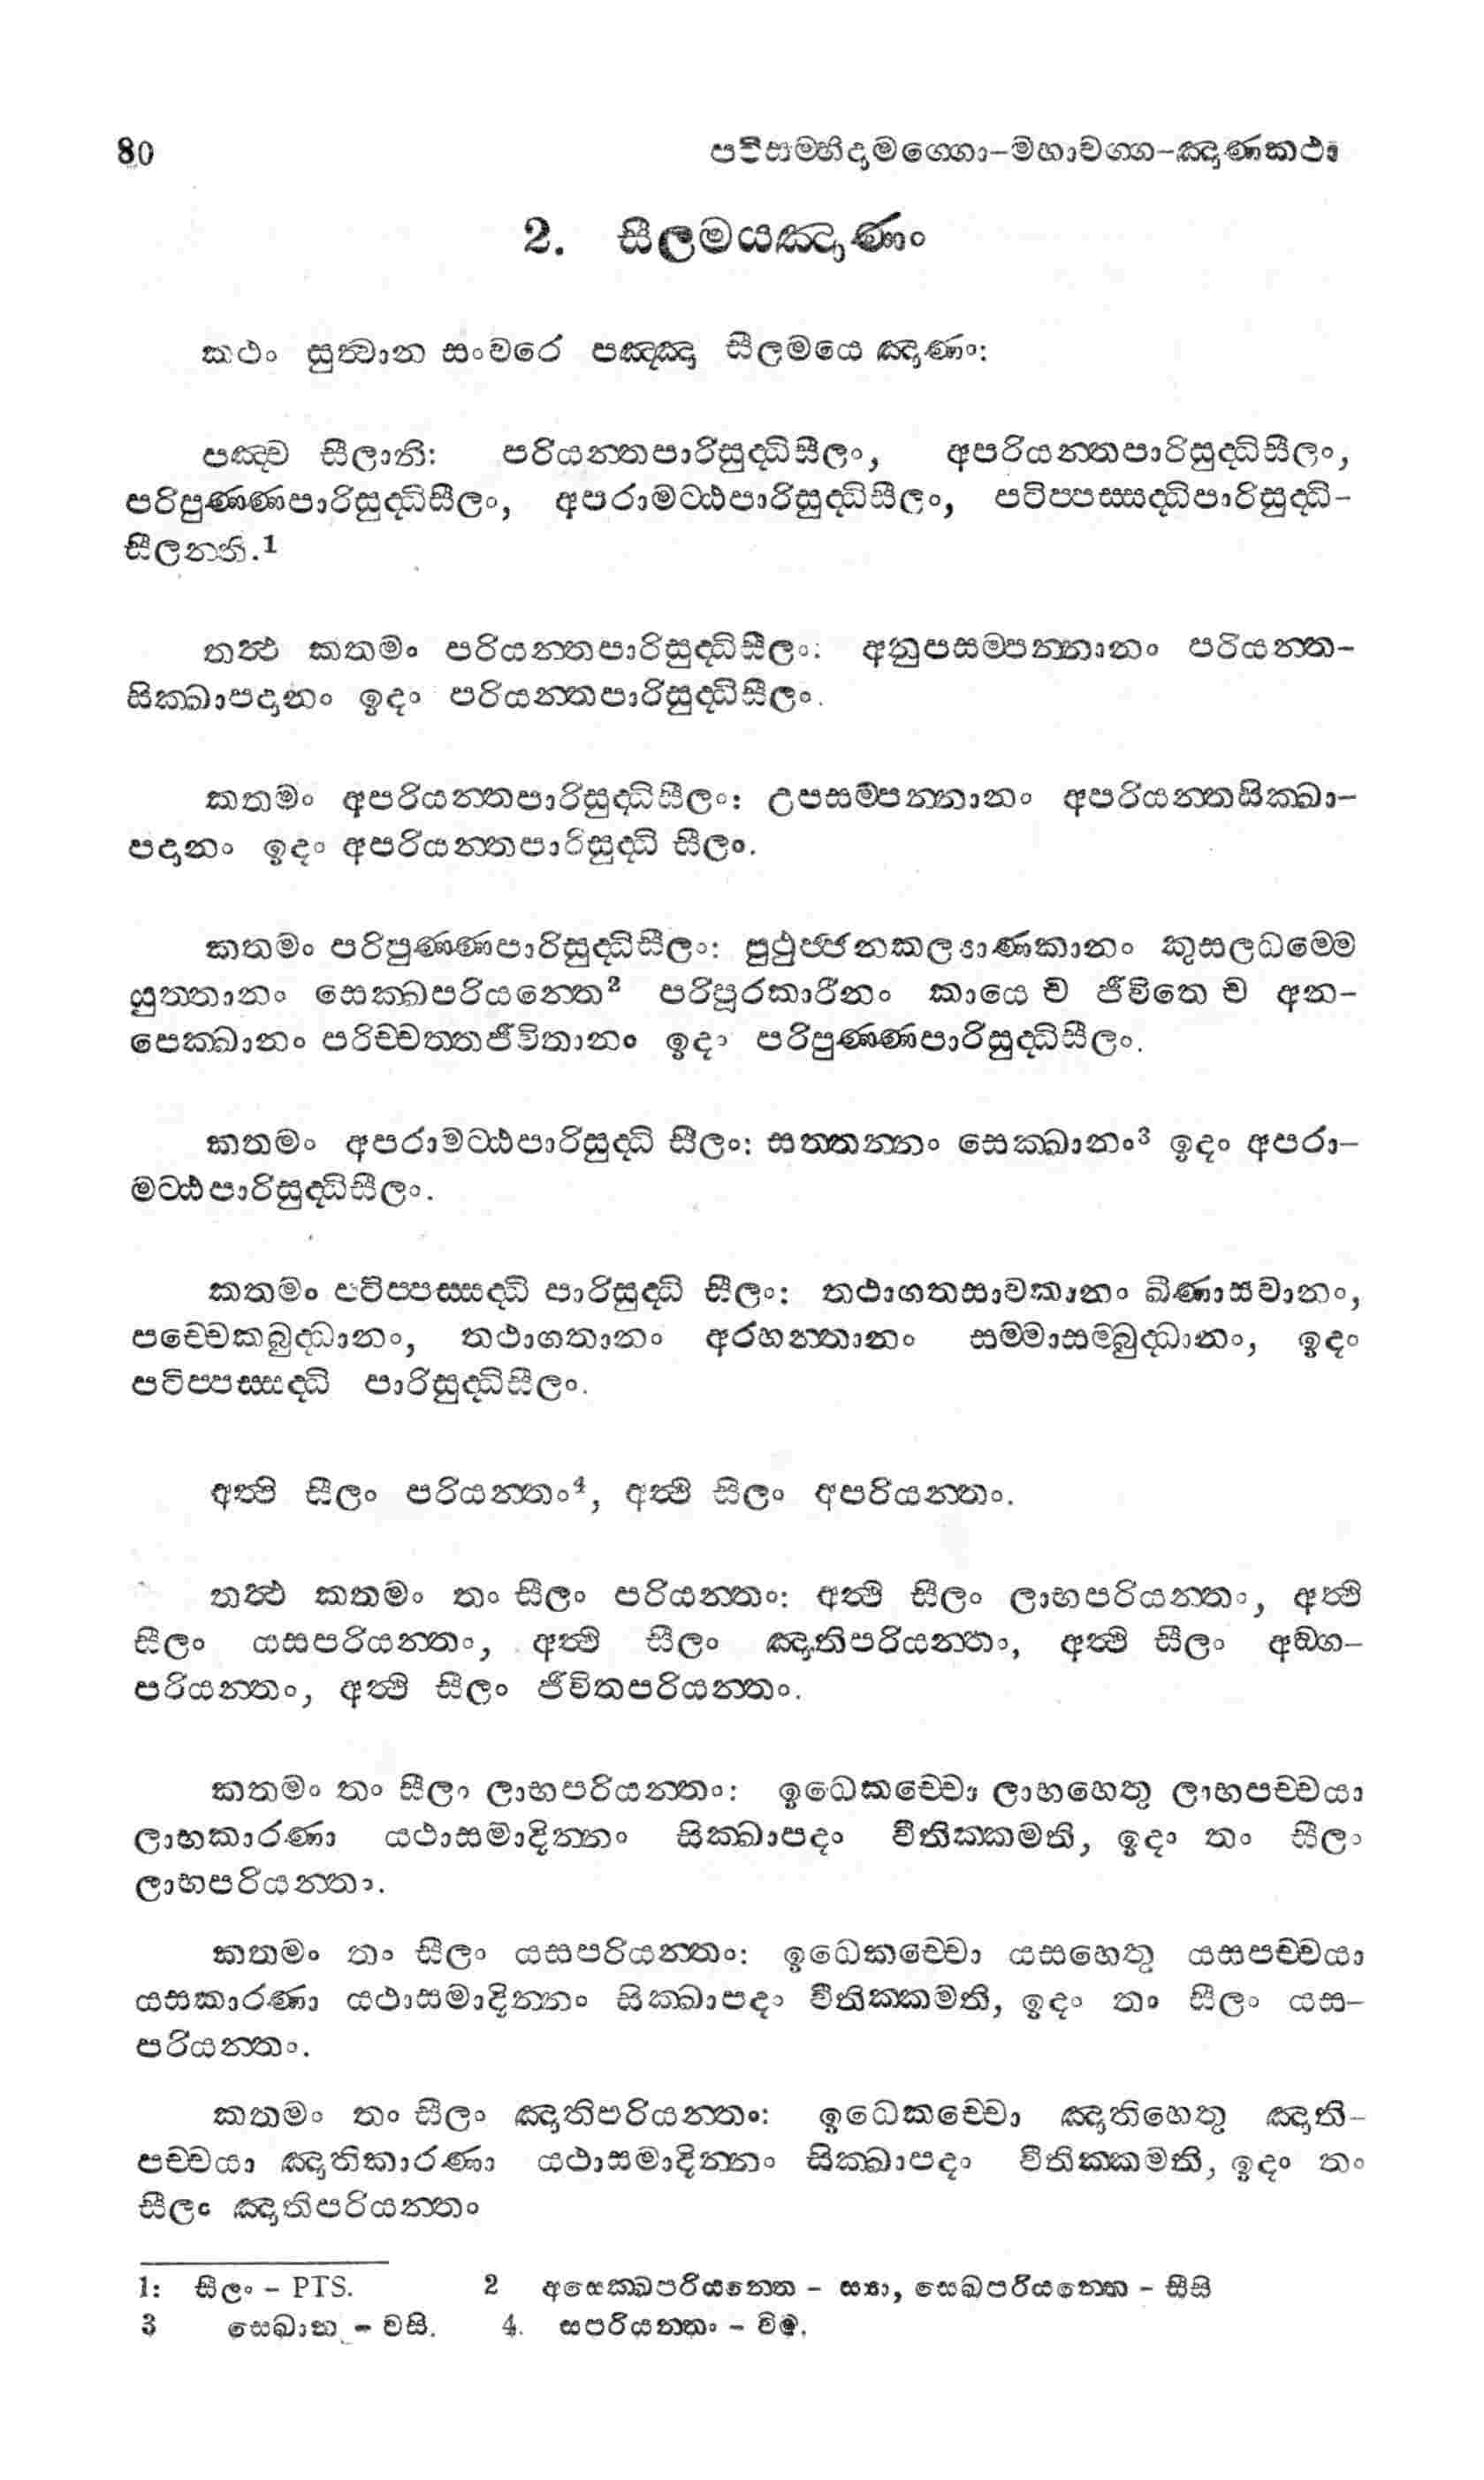 80 පටිසම්භිදාමග්ගො-මහාවග්ග-ඤාණකථා
2. සීලමයඤාණං
කථං සුත්වාන සංවරෙ පඤ්ඤා සීලමයෙ ඤාණං:
පඤ්ච සීලානි: පරියන්තපාරිසුද්ධිසීලං, අපරියන්තපාරිසුද්ධිසීලං,
පරිපුණ්ණපාරිසුද්ධිසීලං, අපරාමට්ඨපාරිසුද්ධිසීලං, පටිප්පස්සද්ධිපාරිසුද්ධි-
සීලන්ති.1
තත්ථ කතමං පරියන්තපාරිසුද්ධිසීලං: අනුපසම්පන්නානං පරියන්ත-
සික්ඛාපදානං ඉදං පරියන්තපාරිසුද්ධිසීලං.
කතමං අපරියන්තපාරිසුද්ධිසීලං: උපසම්පන්නානං අපරියන්තසික්ඛා-
පදානං ඉදං අපරියන්තපාරිසුද්ධි සීලං.
කතමං පරිපුණ්ණපාරිසුද්ධිසීලං: පුථුජ්ජනකල්‍යාණකානං කුසලධම්මෙ
යුත්තානං සෙක්ඛපරියන්තෙ2 පරිපූරකාරීනං කායෙ ච ජීවිතෙ ච අන-
පෙක්ඛානං පරිච්චත්තජීවිතානං ඉදං පරිපුණ්ණපාරිසුද්ධිසීලං.
කතමං අපරාමට්ඨපාරිසුද්ධි සීලං: සත්තන්නං සෙක්ඛානං3 ඉදං අපරා-
මට්ඨපාරිසුද්ධිසීලං.
කතමං පටිප්පස්සද්ධි පාරිසුද්ධි සීලං: තථාගතසාවකානං ඛීණාසවානං,
පච්චෙකබුද්ධානං, තථාගතානං අරහන්තානං සම්මාසම්බුද්ධානං, ඉදං
පටිප්පස්සද්ධි පාරිසුද්ධිසීලං.
අත්ථි සීලං පරියන්තං4, අත්ථි සිලං අපරියන්තං.
තත්ථ කතමං තං සීලං පරියන්තං: අත්ථි සීලං ලාභපරියන්තං, අත්ථි
සීලං යසපරියන්තං, අත්ථි සීලං ඤාතිපරියන්තං, අත්ථි සීලං අඞ්ග-
පරියන්තං, අත්ථි සීලං ජීවිතපරියන්තං.
කතමං තං සීලං ලාභපරියන්තං: ඉධෙකච්චො ලාභහෙතු ලාභපච්චයා
ලාභකාරණා යථාසමාදින්නං සික්ඛාපදං වීතික්කමති, ඉදං තං සීලං
ලාභපරියන්තං.
කතමං තං සීලං යසපරියන්තං: ඉධෙකච්චො යසහෙතු යසපච්චයා
යසකාරණා යථාසමාදින්නං සික්ඛාපදං වීතික්කමති, ඉදං තං සීලං යස-
පරියන්තං.
කතමං තං සීලං ඤාතිපරියන්තං: ඉධෙකච්චො ඤාතිහෙතු ඤාති-
පච්චයා ඤාතිකාරණා යථාසමාදින්නං සික්ඛාපදං වීතික්කමති, ඉදං තං
සීලං ඤාතිපරියන්තං
1: සීලං - PTS. 2 අසෙක්ඛපරියන්තෙ - ස්‍යා, සෙඛපරියන්තෙ - සීසි
3 සෙඛාන - වසි. 4. සපරියන්තං - විම.